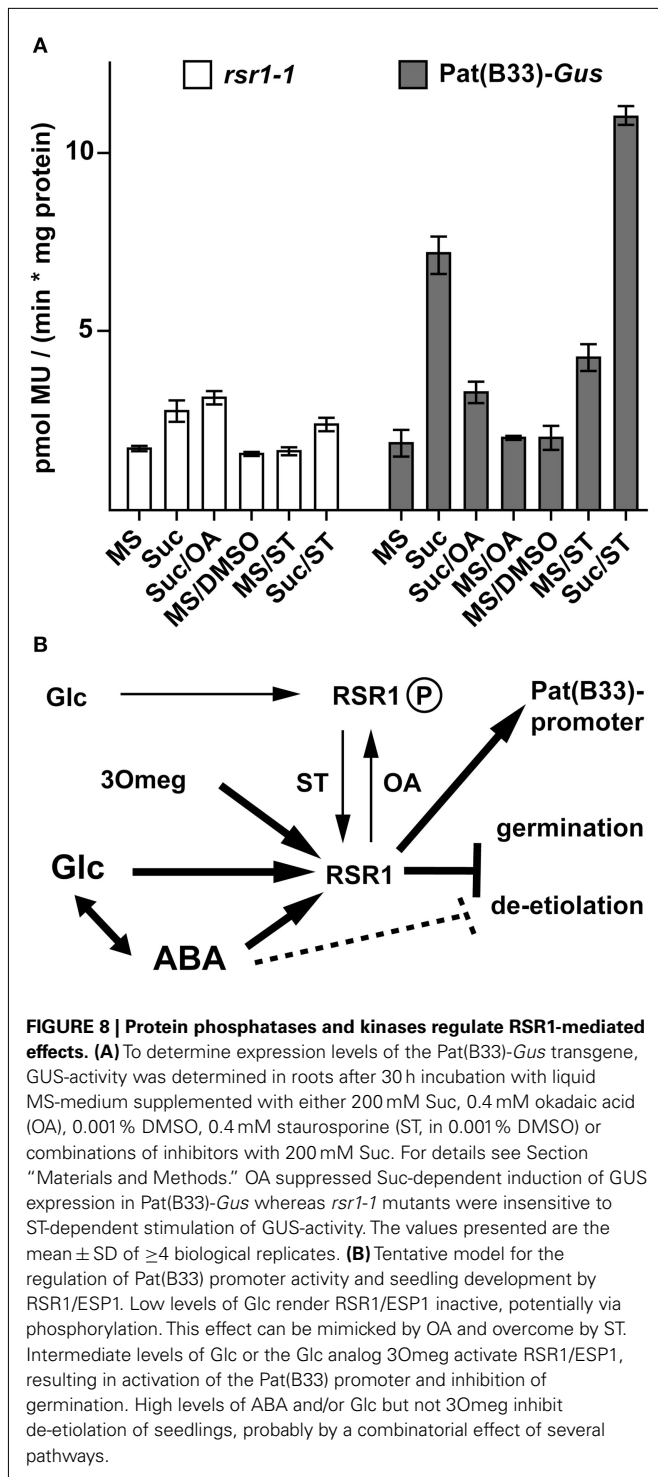 A
rsr1-1
Pat(B33)-Gus
pmol MU / (min * mg protein)
10
5
MS
Suc
Suc/OA
MS/DMSO
MS/ST
Suc/ST
MS
Suc
Suc/OA
MS/OA
MS/DMSO
MS/ST
Suc/ST
B
Glc
RSR1 P
Pat(B33)-
promoter
3Omeg
ST
OA
germination
Glc
RSR1
de-etiolation
ABA
FIGURE 8 | Protein phosphatases and kinases regulate RSR1-mediated
effects. (A) To determine expression levels of the Pat(B33)-Gus transgene,
GUS-activity was determined in roots after 30 h incubation with liquid
MS-medium supplemented with either 200 mM Suc, 0.4 mM okadaic acid
(OA), 0.001% DMSO, 0.4 mM staurosporine (ST, in 0.001% DMSO) or
combinations of inhibitors with 200 mM Suc. For details see Section
“Materials and Methods.” OA suppressed Suc-dependent induction of GUS
expression in Pat(B33)-Gus whereas rsr1-1 mutants were insensitive to
ST-dependent stimulation of GUS-activity. The values presented are the
mean ± SD of ≥4 biological replicates. (B) Tentative model for the
regulation of Pat(B33) promoter activity and seedling development by
RSR1/ESP1. Low levels of Glc render RSR1/ESP1 inactive, potentially via
phosphorylation. This effect can be mimicked by OA and overcome by ST.
Intermediate levels of Glc or the Glc analog 3Omeg activate RSR1/ESP1,
resulting in activation of the Pat(B33) promoter and inhibition of
germination. High levels of ABA and/or Glc but not 3Omeg inhibit
de-etiolation of seedlings, probably by a combinatorial effect of several
pathways.